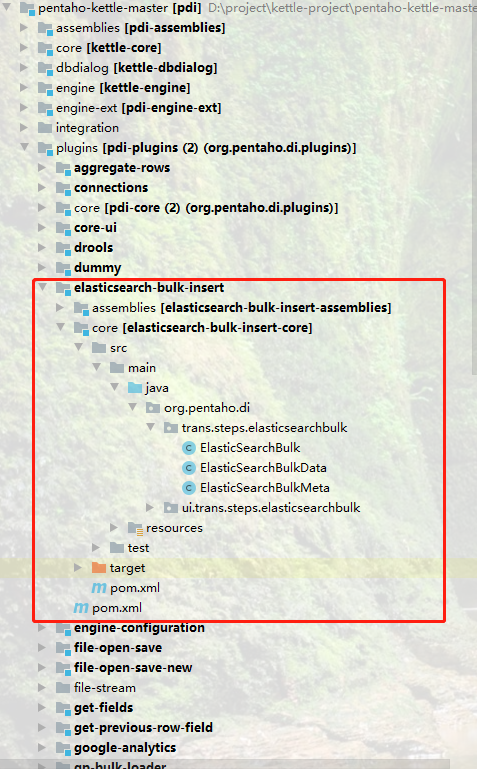 pentaho-kettle-master [pdi] D:\project\kettle-project\pentaho-kettle-maste
assemblies [pdi-assemblies]
core [kettle-core]
dbdialog [kettle-dbdialog]
engine [kettle-engine]
engine-ext [pdi-engine-ext]
integration
plugins [pdi-plugins (2) (org.pentaho.di.plugins)]
aggregate-rows
connections
core [pdi-core (2) (org.pentaho.di.plugins)]
core-ui
drools
dummy
elasticsearch-bulk-insert
assemblies [elasticsearch-bulk-insert-assemblies]
core [elasticsearch-bulk-insert-core]
src
main
java
org.pentaho.di
trans.steps.elasticsearchbulk
ElasticSearchBulk
ElasticSearchBulkData
ElasticSearchBulkMeta
ui.trans.steps.elasticsearchbulk
resources
test
target
pom.xml
pom.xml
engine-configuration
file-open-save
file-open-save-new
file-stream
get-fields
get-previous-row-field
google-analytics
gp-bulk-loader